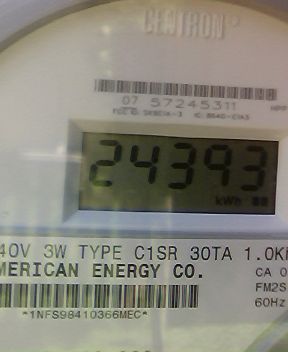 CENTRON
07 57245311
24393
kWh
40V 3W TYPE C1SR 30TA 1.0K
MERICAN ENERGY CO.
CA 0
FM2S
60Hz
*1NFS98410366MEC*